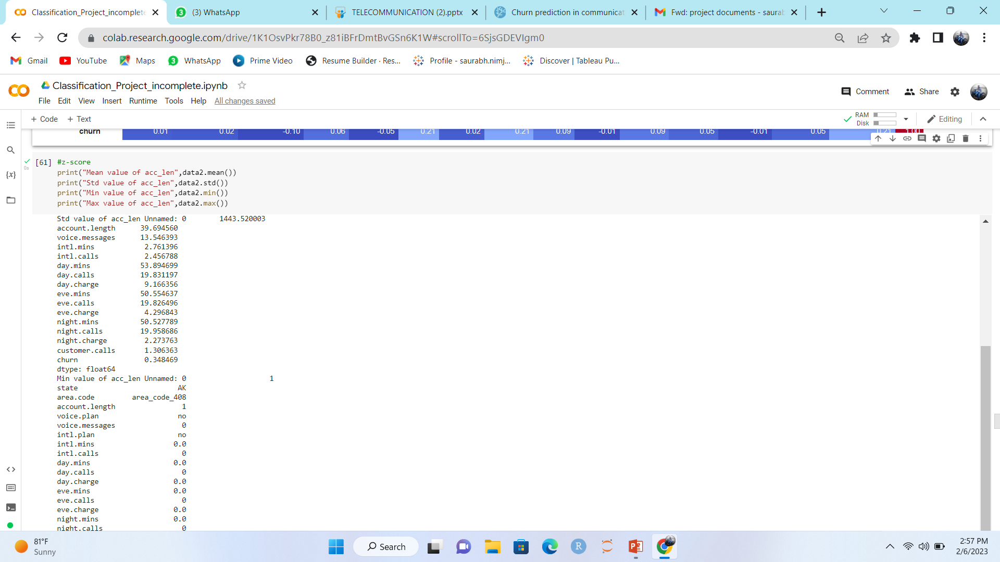 Classification_Project_incomplete
(3) WhatsApp
TELECOMMUNICATION (2).pptx
Churn prediction in communicat
Fwd: project documents - saurab
colab.research.google.com/drive/1K1OsvPkr78B0_z81iBFrDmtBvGSn6K1W#scrollTo=6SjsGDEVIgm0
Gmail
YouTube
Maps
WhatsApp
Prime Video
Resume Builder · Res...
Profile - saurabh.nimj...
Discover | Tableau Pu...
Classification_Project_incomplete.ipynb
Comment
Share
File Edit View Insert Runtime Tools Help All changes saved
+ Code + Text
RAM
Disk
Editing
churn 0.01 0.02 -0.10 0.06 -0.05 0.21 0.02 0.21 0.09 -0.01 0.09 0.05 -0.01 0.05 0.21 1.00
[61] #z-score
0s
print("Mean value of acc_len",data2.mean())
print("Std value of acc_len",data2.std())
print("Min value of acc_len",data2.min())
print("Max value of acc_len",data2.max())
Std value of acc_len Unnamed: 0 1443.520003
account.length 39.694560
voice.messages 13.546393
intl.mins 2.761396
intl.calls 2.456788
day.mins 53.894699
day.calls 19.831197
day.charge 9.166356
eve.mins 50.554637
eve.calls 19.826496
eve.charge 4.296843
night.mins 50.527789
night.calls 19.958686
night.charge 2.273763
customer.calls 1.306363
churn 0.348469
dtype: float64
Min value of acc_len Unnamed: 0 1
state AK
area.code area_code_408
account.length 1
voice.plan no
voice.messages 0
intl.plan no
intl.mins 0.0
intl.calls 0
day.mins 0.0
day.calls 0
day.charge 0.0
eve.mins 0.0
eve.calls 0
eve.charge 0.0
night.mins 0.0
night.calls 0
81°F
Sunny
Search
2:57 PM
2/6/2023